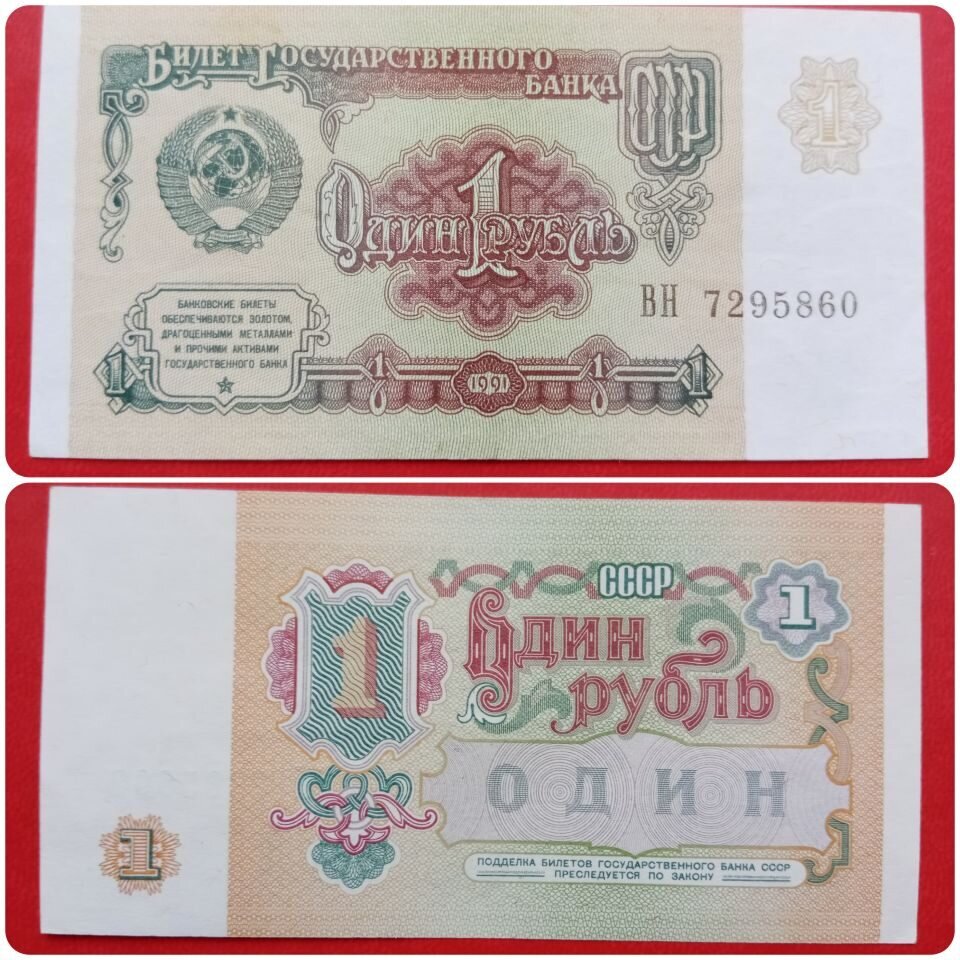 БИЛЕТ ГОСУДАРСТВЕННОГО
БАНКА СССР
1
1
ОДИН РУБЛЬ
ВН 7295860
БАНКОВСКИЕ БИЛЕТЫ
ОБЕСПЕЧИВАЮТСЯ ЗОЛОТОМ,
ДРАГОЦЕННЫМИ МЕТАЛЛАМИ
И ПРОЧИМИ АКТИВАМИ
ГОСУДАРСТВЕННОГО БАНКА
1 1 1991 1 1
СССР
1
1
ОДИН
РУБЛЬ
ОДИН
1
ПОДДЕЛКА БИЛЕТОВ ГОСУДАРСТВЕННОГО БАНКА СССР
ПРЕСЛЕДУЕТСЯ ПО ЗАКОНУ